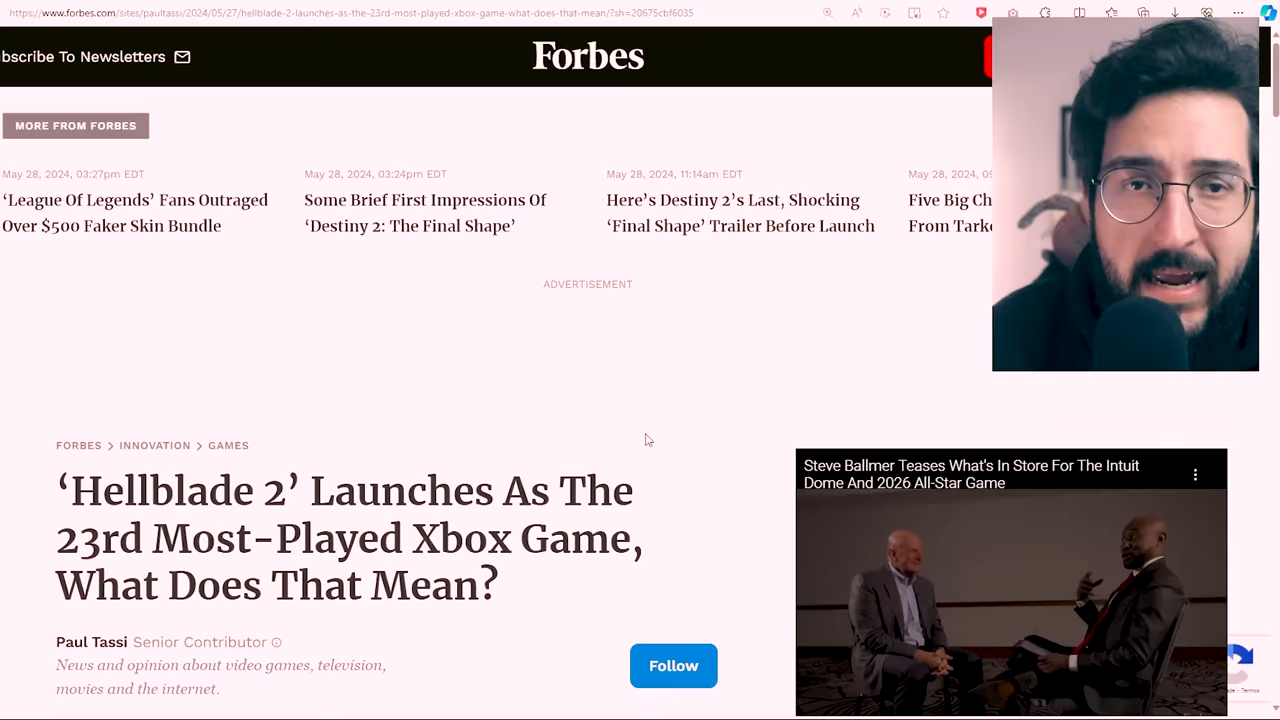 https://www.forbes.com/sites/paultassi/2024/05/27/hellblade-2-launches-as-the-23rd-most-played-xbox-game-what-does-that-mean/?sh=20675cbf6035
bscribe To Newsletters
Forbes
MORE FROM FORBES
May 28, 2024, 03:27pm EDT
‘League Of Legends’ Fans Outraged
Over $500 Faker Skin Bundle
May 28, 2024, 03:24pm EDT
Some Brief First Impressions Of
‘Destiny 2: The Final Shape’
May 28, 2024, 11:14am EDT
Here’s Destiny 2’s Last, Shocking
‘Final Shape’ Trailer Before Launch
May 28, 2024, 09
Five Big Ch
From Tark
ADVERTISEMENT
FORBES > INNOVATION > GAMES
‘Hellblade 2’ Launches As The
23rd Most-Played Xbox Game,
What Does That Mean?
Paul Tassi Senior Contributor
News and opinion about video games, television,
movies and the internet.
Follow
Steve Ballmer Teases What's In Store For The Intuit
Dome And 2026 All-Star Game
Terms